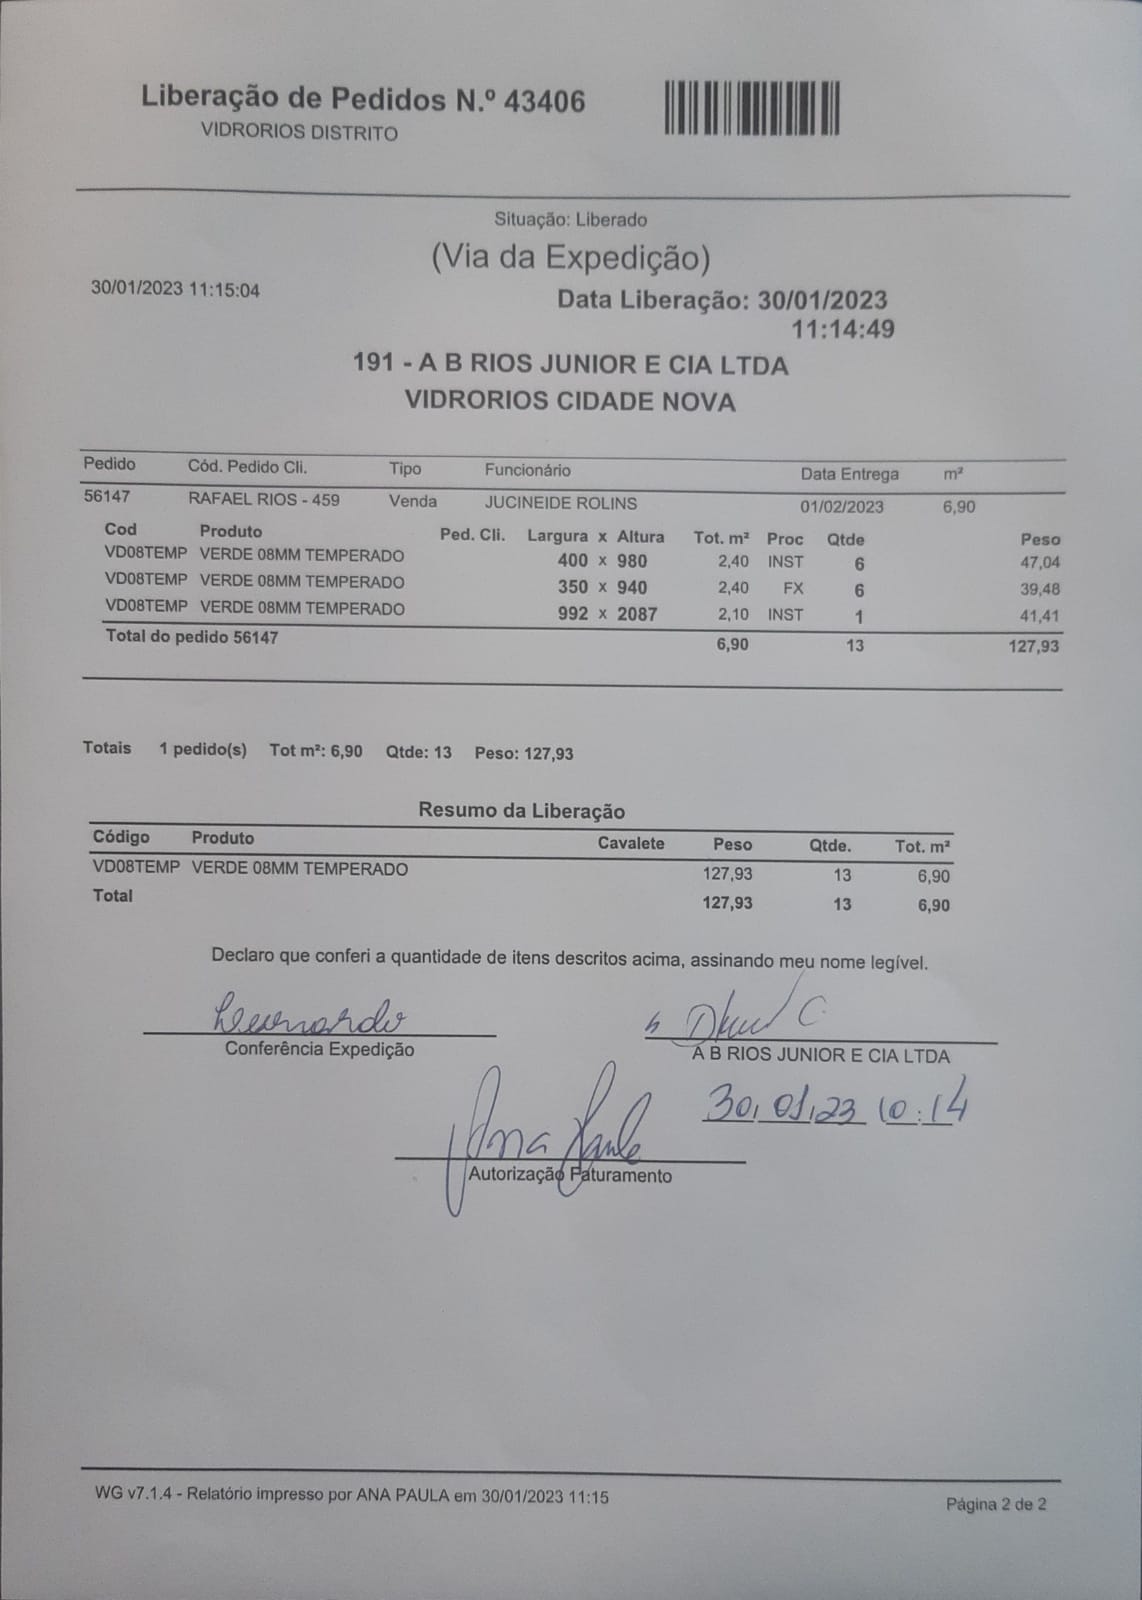 Liberação de Pedidos N.º 43406
VIDRORIOS DISTRITO
Situação: Liberado
(Via da Expedição)
30/01/2023 11:15:04
Data Liberação: 30/01/2023
11:14:49
191 - A B RIOS JUNIOR E CIA LTDA
VIDRORIOS CIDADE NOVA
Pedido Cód. Pedido Cli. Tipo Funcionário Data Entrega m²
56147 RAFAEL RIOS - 459 Venda JUCINEIDE ROLINS 01/02/2023 6,90
Cod Produto Ped. Cli. Largura x Altura Tot. m² Proc Qtde Peso
VD08TEMP VERDE 08MM TEMPERADO 400 x 980 2,40 INST 6 47,04
VD08TEMP VERDE 08MM TEMPERADO 350 x 940 2,40 FX 6 39,48
VD08TEMP VERDE 08MM TEMPERADO 992 x 2087 2,10 INST 1 41,41
Total do pedido 56147 6,90 13 127,93
Totais 1 pedido(s) Tot m²: 6,90 Qtde: 13 Peso: 127,93
Resumo da Liberação
Código Produto Cavalete Peso Qtde. Tot. m²
VD08TEMP VERDE 08MM TEMPERADO 127,93 13 6,90
Total 127,93 13 6,90
Declaro que conferi a quantidade de itens descritos acima, assinando meu nome legível.
Conferência Expedição
A B RIOS JUNIOR E CIA LTDA
30/01/23 10:14
Ana Paula
Autorização Faturamento
WG v7.1.4 - Relatório impresso por ANA PAULA em 30/01/2023 11:15
Página 2 de 2